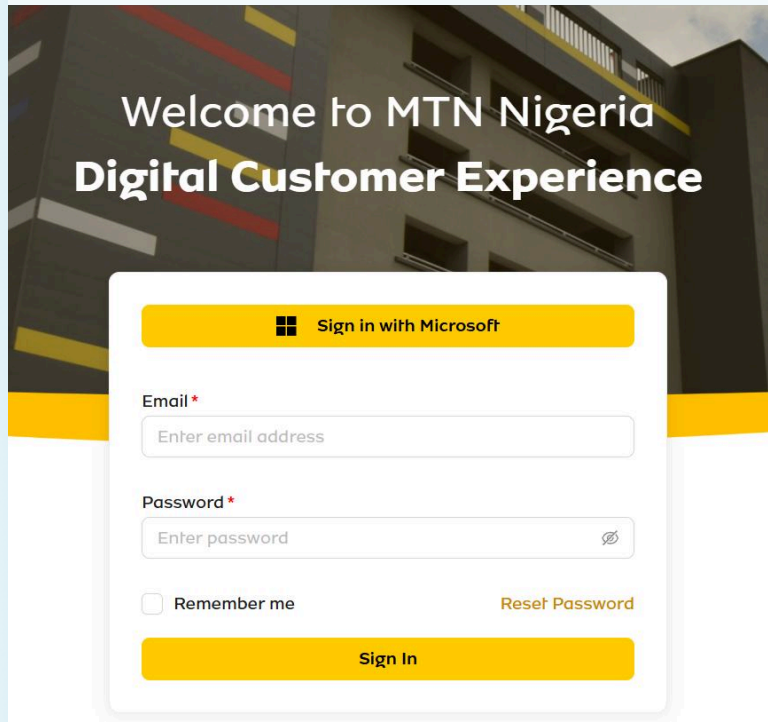 Welcome to MTN Nigeria
Digital Customer Experience
Sign in with Microsoft
Email *
Enter email address
Password *
Enter password
Remember me
Reset Password
Sign In